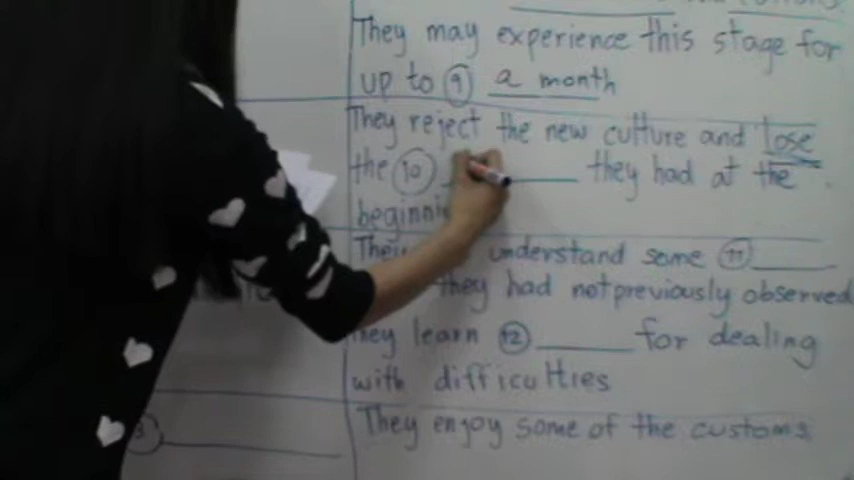 They may experience this stage for
up to 9 a month
They reject the new culture and lose
the 10 they had at the
beginni
They understand some 11
they had not previously observed
They learn 12 for dealing
with difficulties
They enjoy some of the customs